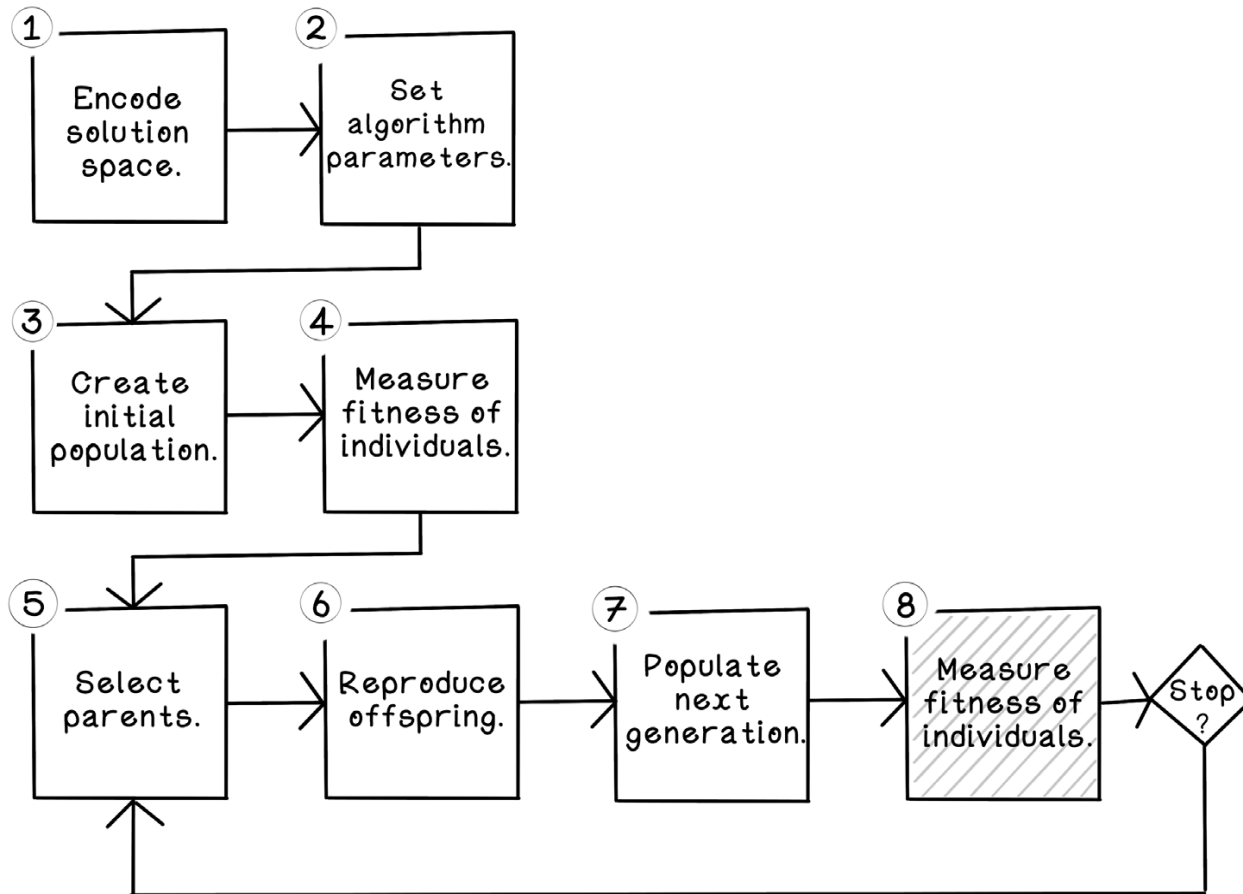 1
Encode
solution
space.
2
Set
algorithm
parameters.
3
Create
initial
population.
4
Measure
fitness of
individuals.
5
Select
parents.
6
Reproduce
offspring.
7
Populate
next
generation.
8
Measure
fitness of
individuals.
Stop
?